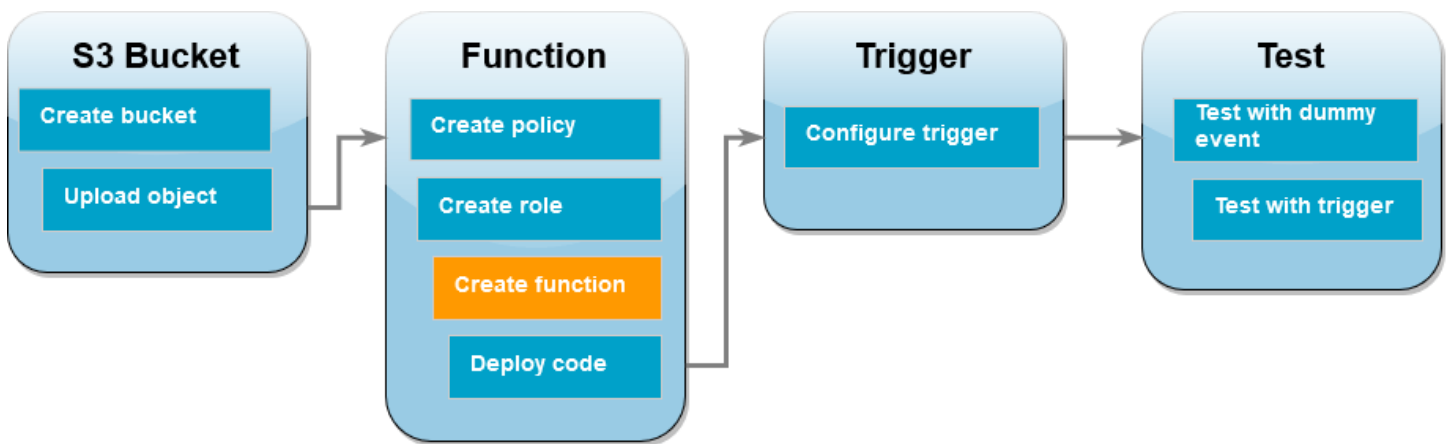 S3 Bucket
Create bucket
Upload object
Function
Create policy
Create role
Create function
Deploy code
Trigger
Configure trigger
Test
Test with dummy
event
Test with trigger